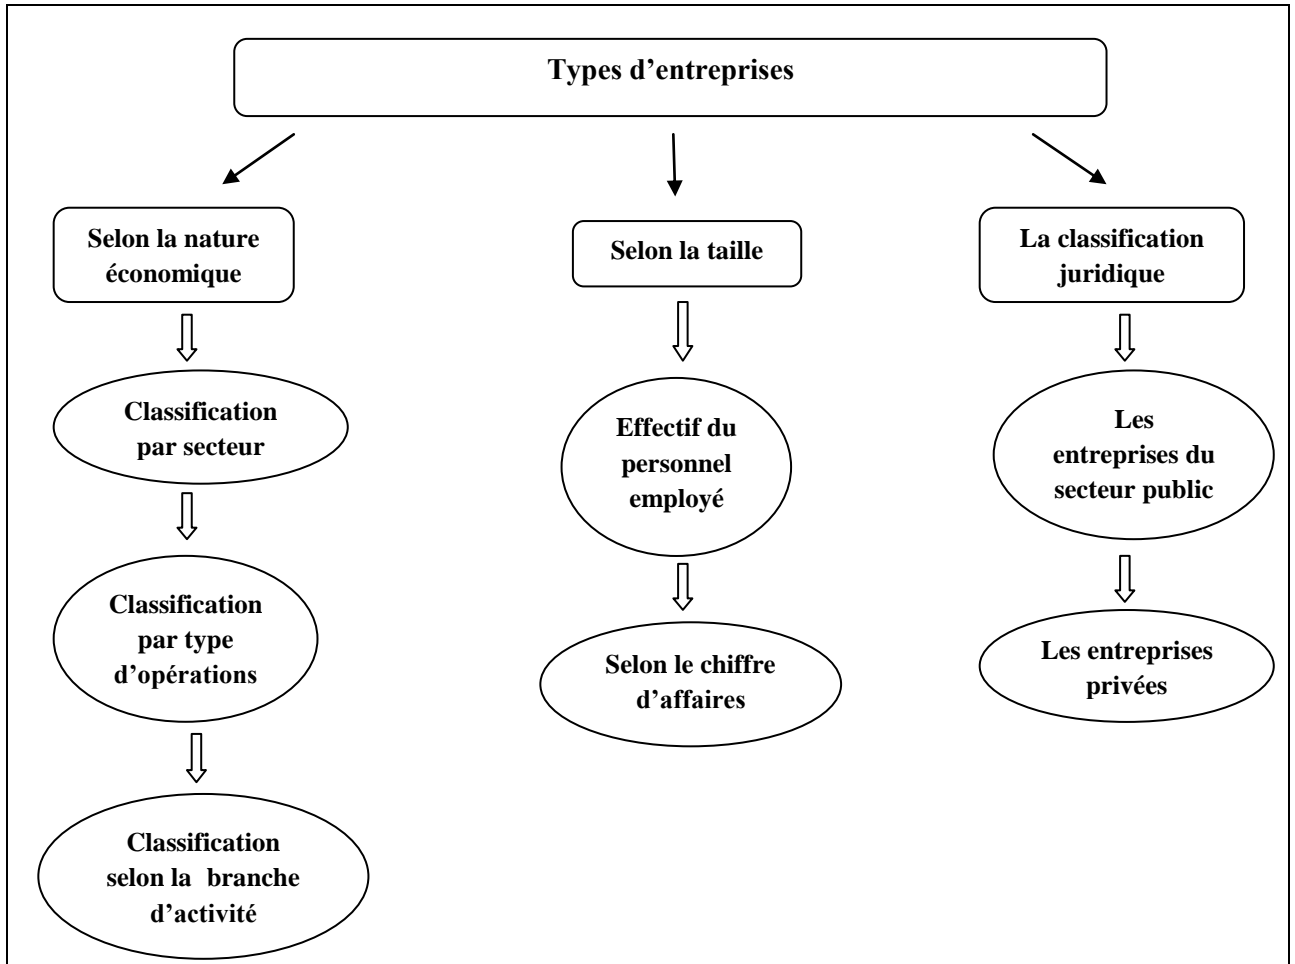 Types d’entreprises
Selon la nature
économique
Classification
par secteur
Classification
par type
d’opérations
Classification
selon la branche
d’activité
Selon la taille
Effectif du
personnel
employé
Selon le chiffre
d’affaires
La classification
juridique
Les
entreprises du
secteur public
Les entreprises
privées